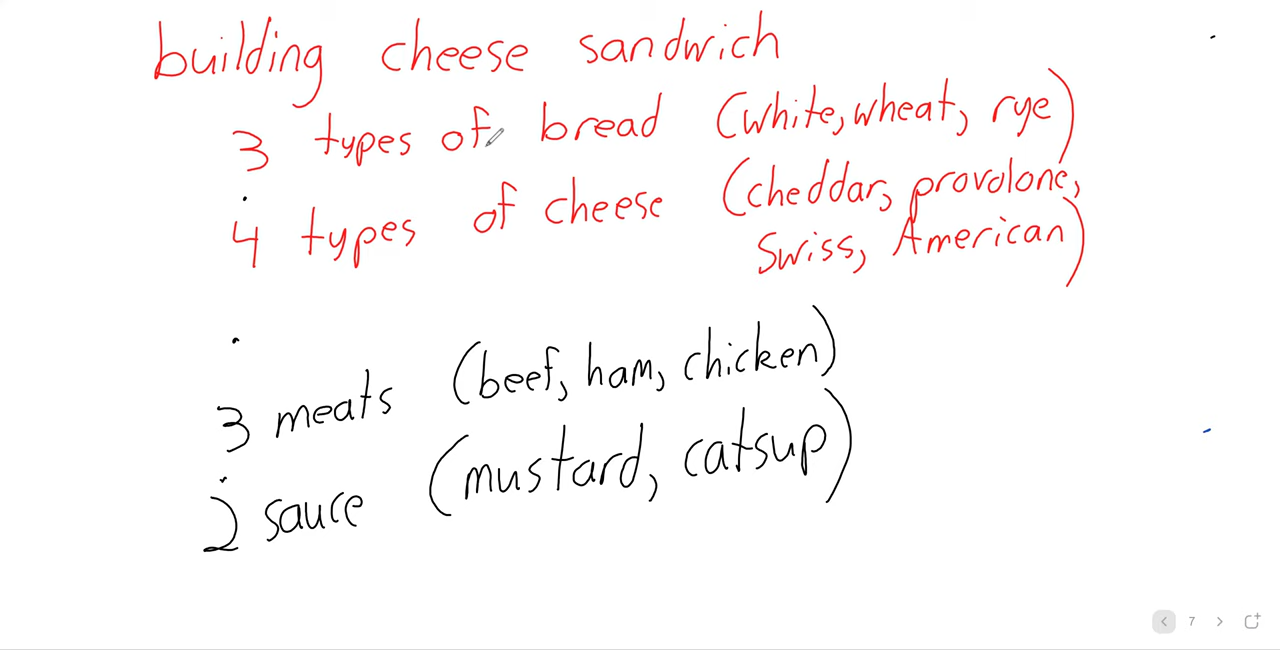 building cheese sandwich
3 types of bread (white, wheat, rye)
4 types of cheese (cheddar, provolone,
Swiss, American)
3 meats (beef, ham, chicken)
2 sauce (mustard, catsup)
7